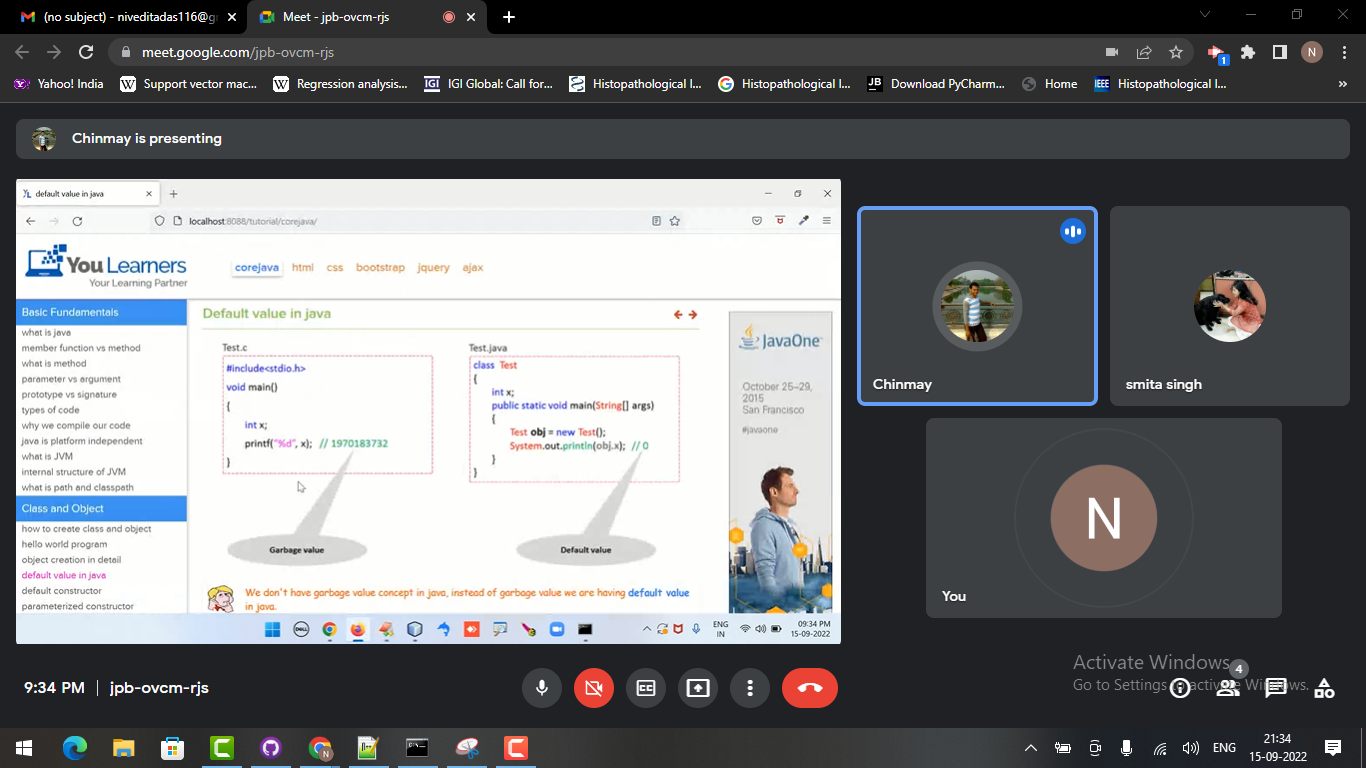 (no subject) - niveditadas116@gr
Meet - jpb-ovcm-rjs
meet.google.com/jpb-ovcm-rjs
1
N
Yahoo! India
Support vector mac...
Regression analysis...
IGI Global: Call for...
Histopathological I...
Histopathological I...
Download PyCharm...
Home
Histopathological I...
Chinmay is presenting
default value in java
localhost:8088/tutorial/corejava/
You Learners
Your Learning Partner
corejava html css bootstrap jquery ajax
Basic Fundamentals
what is java
member function vs method
what is method
parameter vs argument
prototype vs signature
types of code
why we compile our code
java is platform independent
what is JVM
internal structure of JVM
what is path and classpath
Class and Object
how to create class and object
hello world program
object creation in detail
default value in java
default constructor
parameterized constructor
Default value in java
Test.c
#include<stdio.h>
void main()
{
int x;
printf("%d", x); // 1970183732
}
Garbage value
Test.java
class Test
{
int x;
public static void main(String[] args)
{
Test obj = new Test();
System.out.println(obj.x); // 0
}
}
Default value
We don't have garbage value concept in java, instead of garbage value we are having default value
in java.
JavaOne
October 25–29,
2015
San Francisco
#javaone
ENG
IN
09:34 PM
15-09-2022
Chinmay
smita singh
N
You
9:34 PM | jpb-ovcm-rjs
Activate Windows
Go to Settings to activate Windows.
4
ENG
21:34
15-09-2022